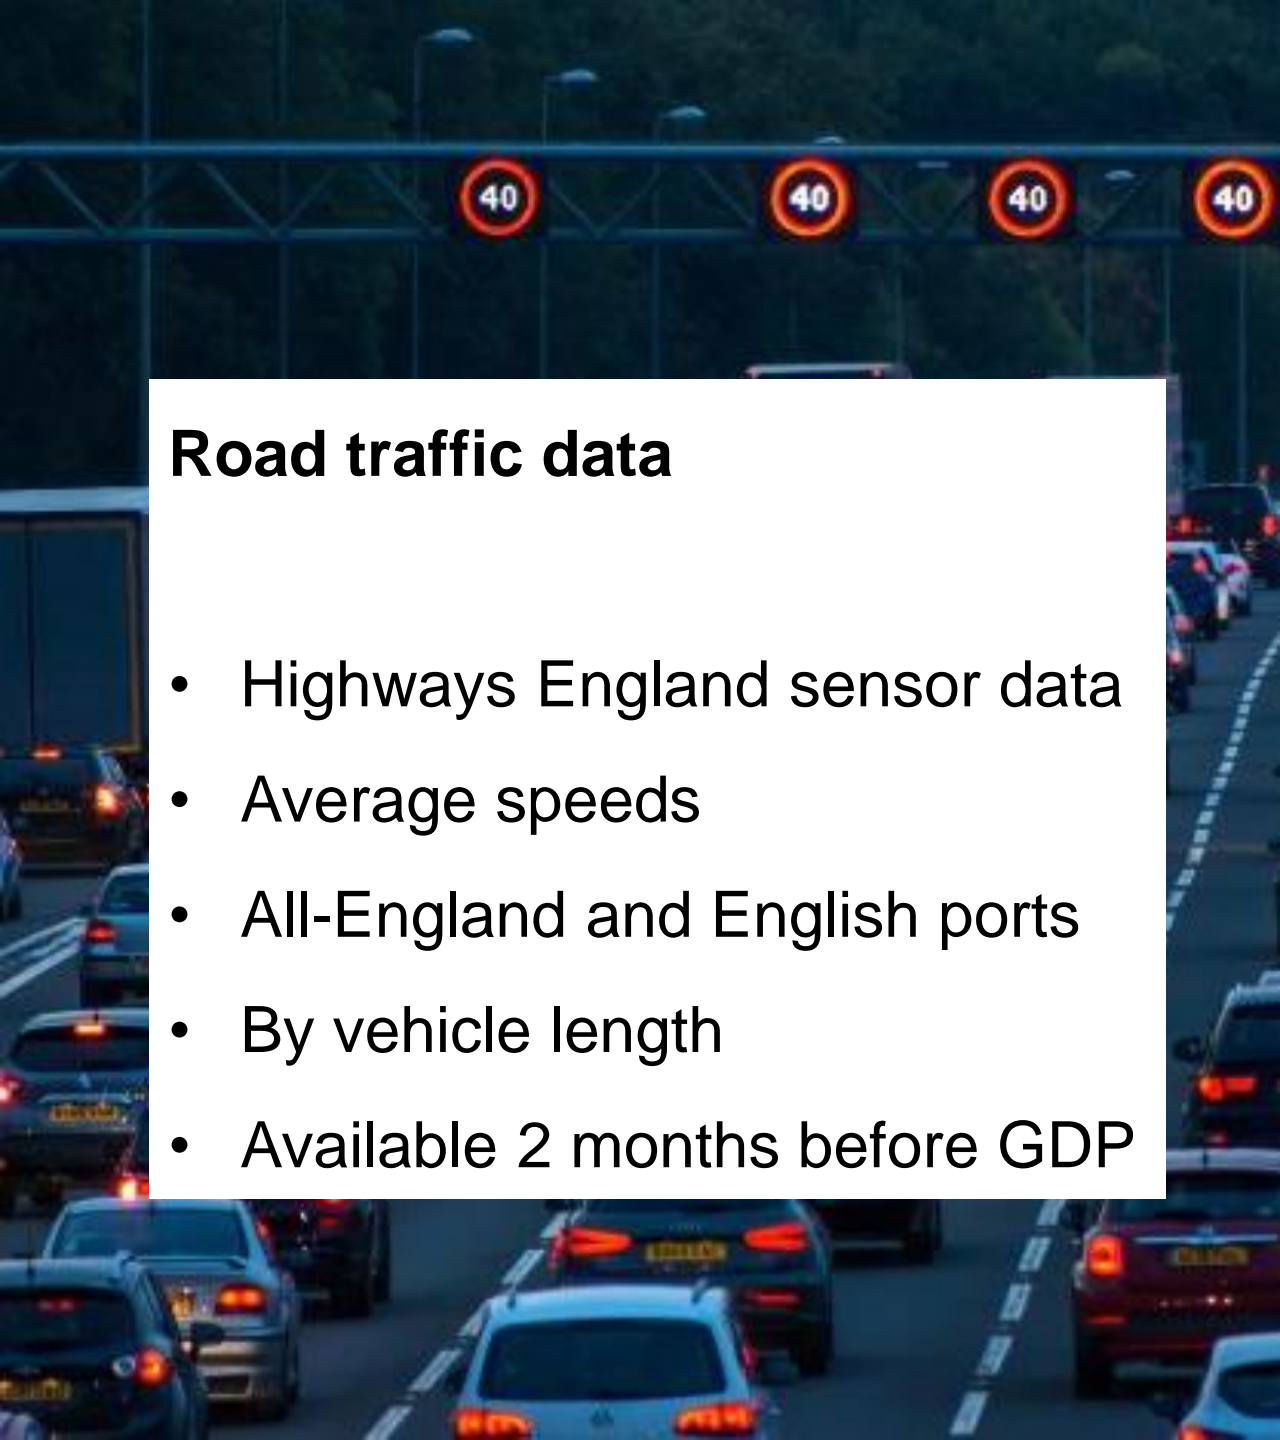 40 40 40 40
Road traffic data
• Highways England sensor data
• Average speeds
• All-England and English ports
• By vehicle length
• Available 2 months before GDP